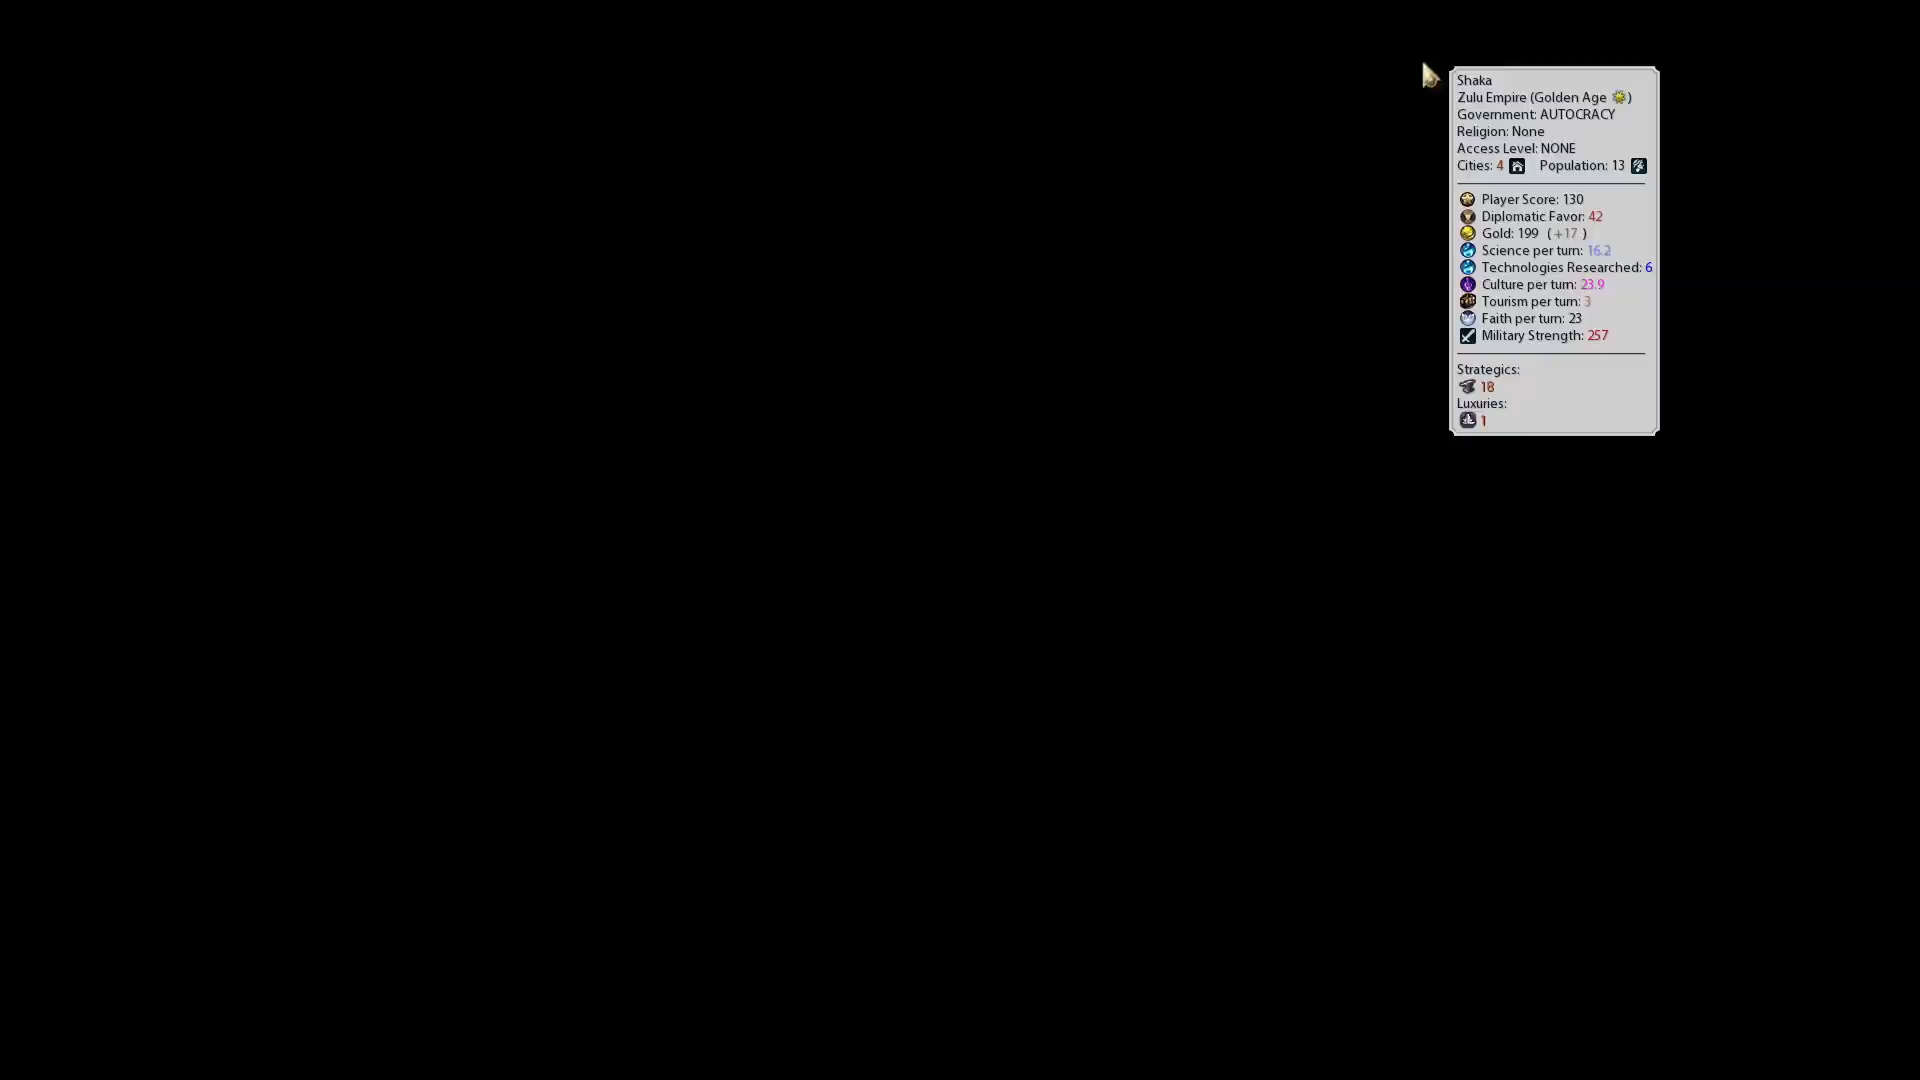 Shaka
Zulu Empire (Golden Age )
Government: AUTOCRACY
Religion: None
Access Level: NONE
Cities: 4 Population: 13
Player Score: 130
Diplomatic Favor: 42
Gold: 199 ( +17 )
Science per turn: 16.2
Technologies Researched: 6
Culture per turn: 23.9
Tourism per turn: 3
Faith per turn: 23
Military Strength: 257
Strategics:
18
Luxuries:
1